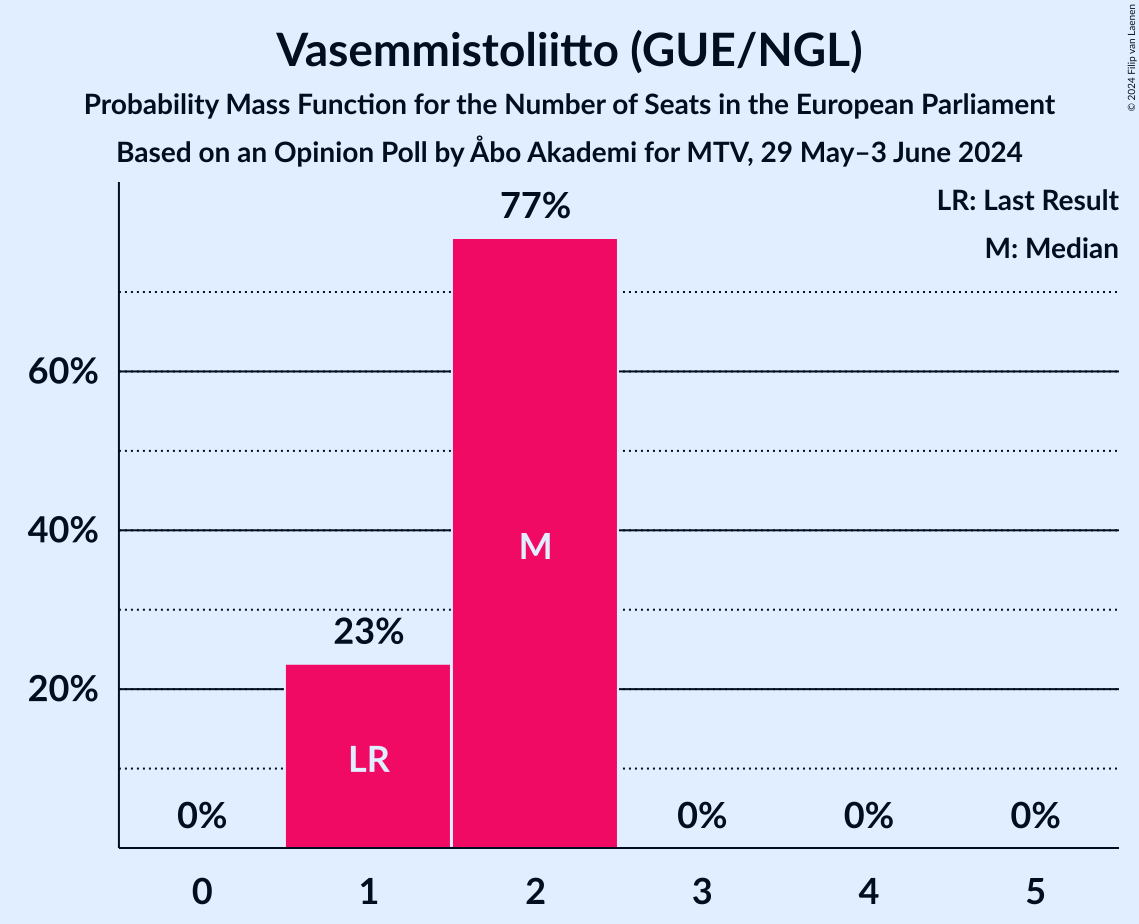 Vasemmistoliitto (GUE/NGL)
Probability Mass Function for the Number of Seats in the European Parliament
Based on an Opinion Poll by Åbo Akademi for MTV, 29 May–3 June 2024
© 2024 Filip van Laenen
LR: Last Result
M: Median
77%
60%
40%
M
23%
20%
LR
0%
0%
0%
0%
0 1 2 3 4 5